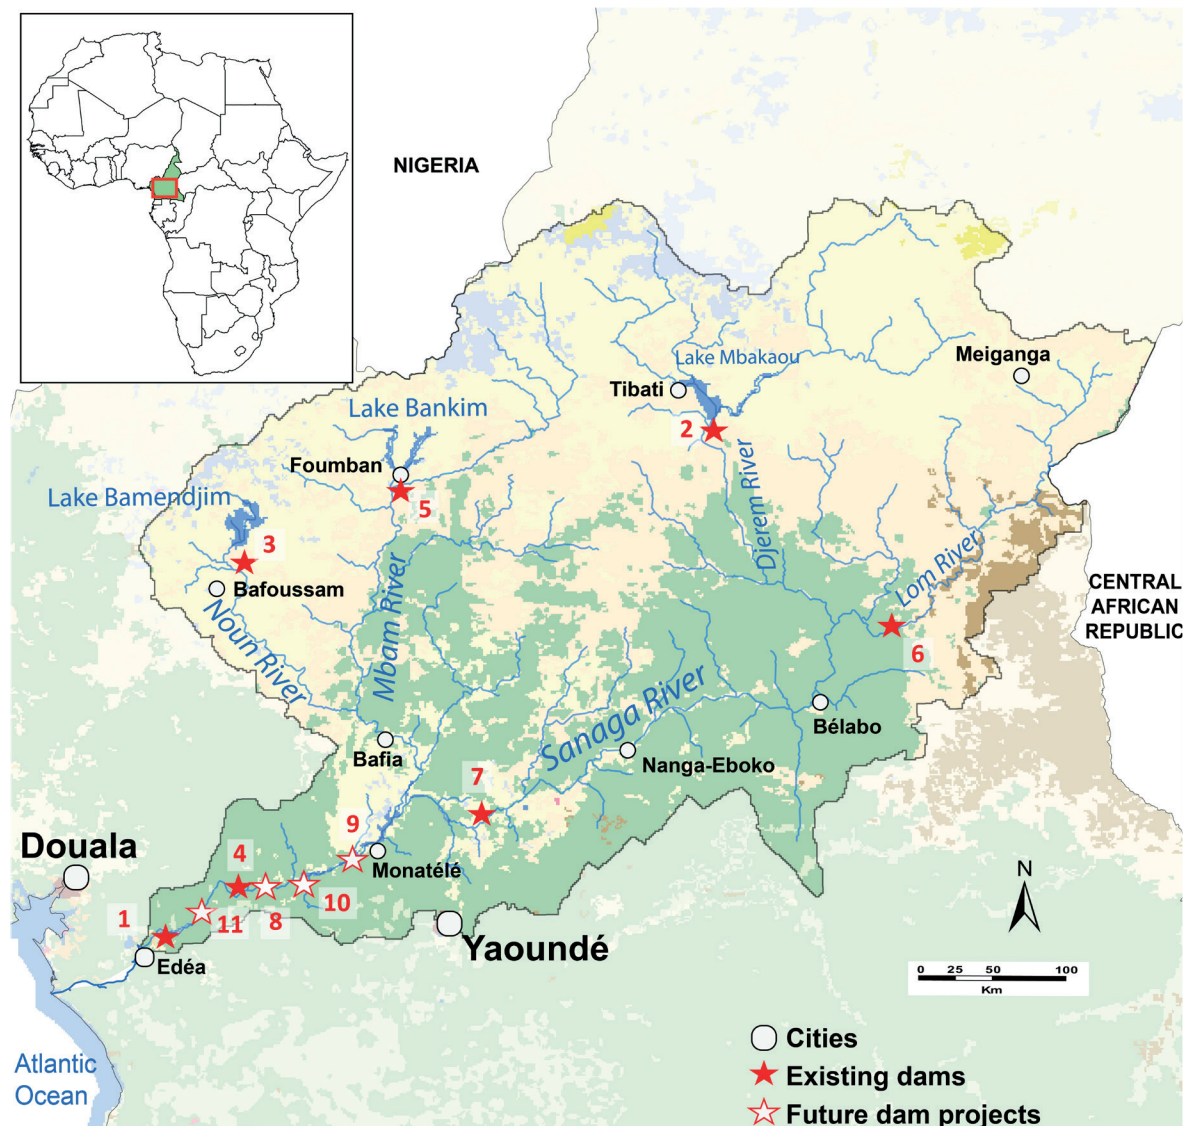 NIGERIA
Lake Mbakaou
Meiganga
Tibati
2
Lake Bankim
Foumban
5
Djerem River
Lake Bamendjim
3
Bafoussam
Noun River
Mbam River
Lom River
6
CENTRAL
AFRICAN
REPUBLIC
Sanaga River
Bélabo
Nanga-Eboko
Bafia
7
9
Monatélé
Douala
4
10
8
11
1
Edéa
Yaoundé
N
0 25 50 100
Km
Atlantic
Ocean
Cities
Existing dams
Future dam projects